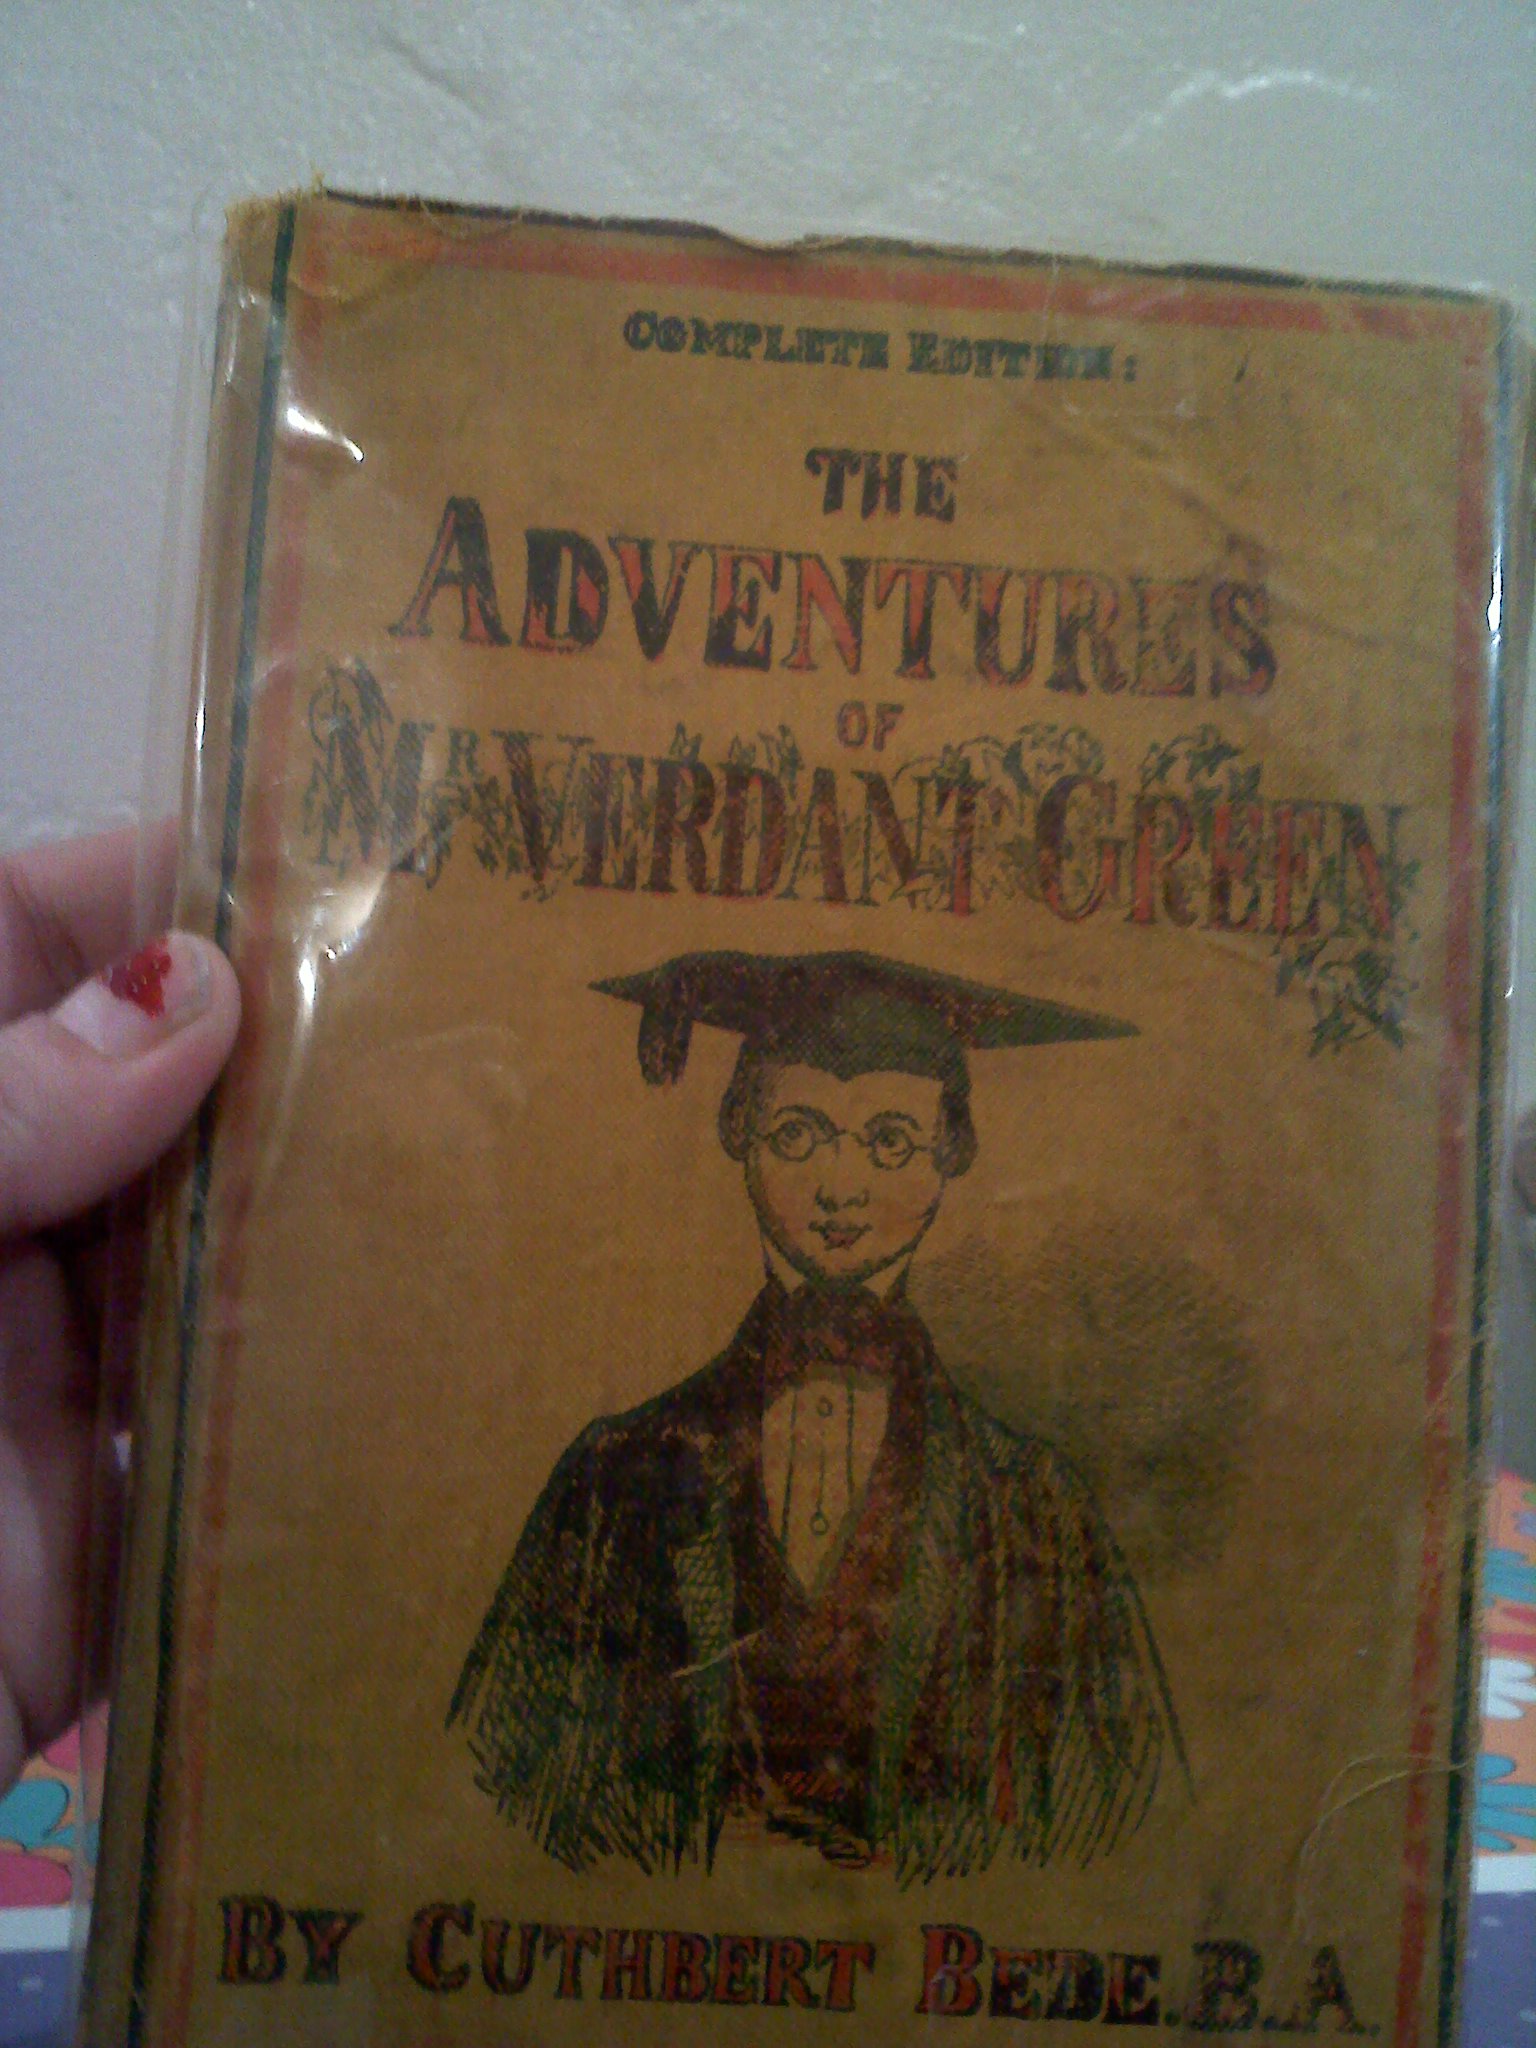 COMPLETE EDITION:
THE
ADVENTURES
OF
MR VERDANT GREEN
BY CUTHBERT BEDE. B.A.